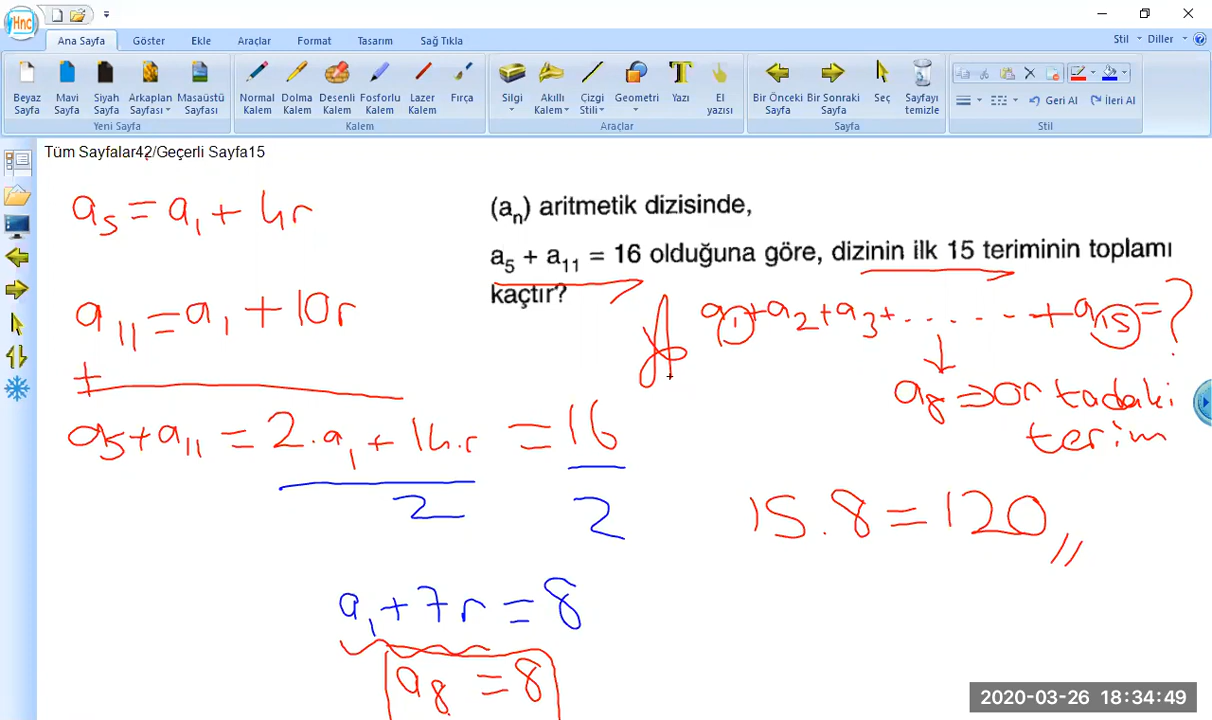 Hnc
Ana Sayfa Göster Ekle Araçlar Format Tasarım Sağ Tıkla Stil Diller
Beyaz Sayfa Mavi Sayfa Siyah Sayfa Arkaplan Sayfası Masaüstü Sayfası
Normal Kalem Dolma Kalem Desenli Kalem Fosforlu Kalem Lazer Kalem Fırça
Silgi Akıllı Kalem Çizgi Stili Geometri Yazı El yazısı
Bir Önceki Sayfa Bir Sonraki Sayfa Seç Sayfayı temizle
Geri Al İleri Al
Yeni Sayfa Kalem Araçlar Sayfa Stil
Tüm Sayfalar42/Geçerli Sayfa15
(aₙ) aritmetik dizisinde,
a₅ + a₁₁ = 16 olduğuna göre, dizinin ilk 15 teriminin toplamı
kaçtır?
a₅ = a₁ + 4r
a₁₁ = a₁ + 10r
+
a₅+a₁₁ = 2.a₁ + 14.r = 16
2 2
a₁ + 7r = 8
a₈ = 8
a₁+a₂+a₃+.......+a₁₅=?
a₈ => ortadaki
terim
15.8=120,,
2020-03-26 18:34:49